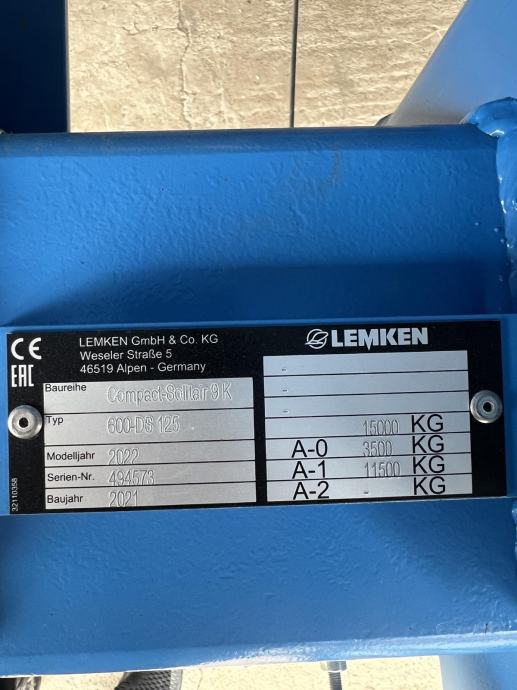 CE
EAC
LEMKEN GmbH & Co. KG
Weseler Straße 5
46519 Alpen - Germany
LEMKEN
Baureihe Compact-Solitair 9 K
Typ 600-DS 125
Modelljahr 2022
Serien-Nr. 494573
Baujahr 2021
32110358
-
-
-
15000 KG
A-0 3500 KG
A-1 11500 KG
A-2 - KG